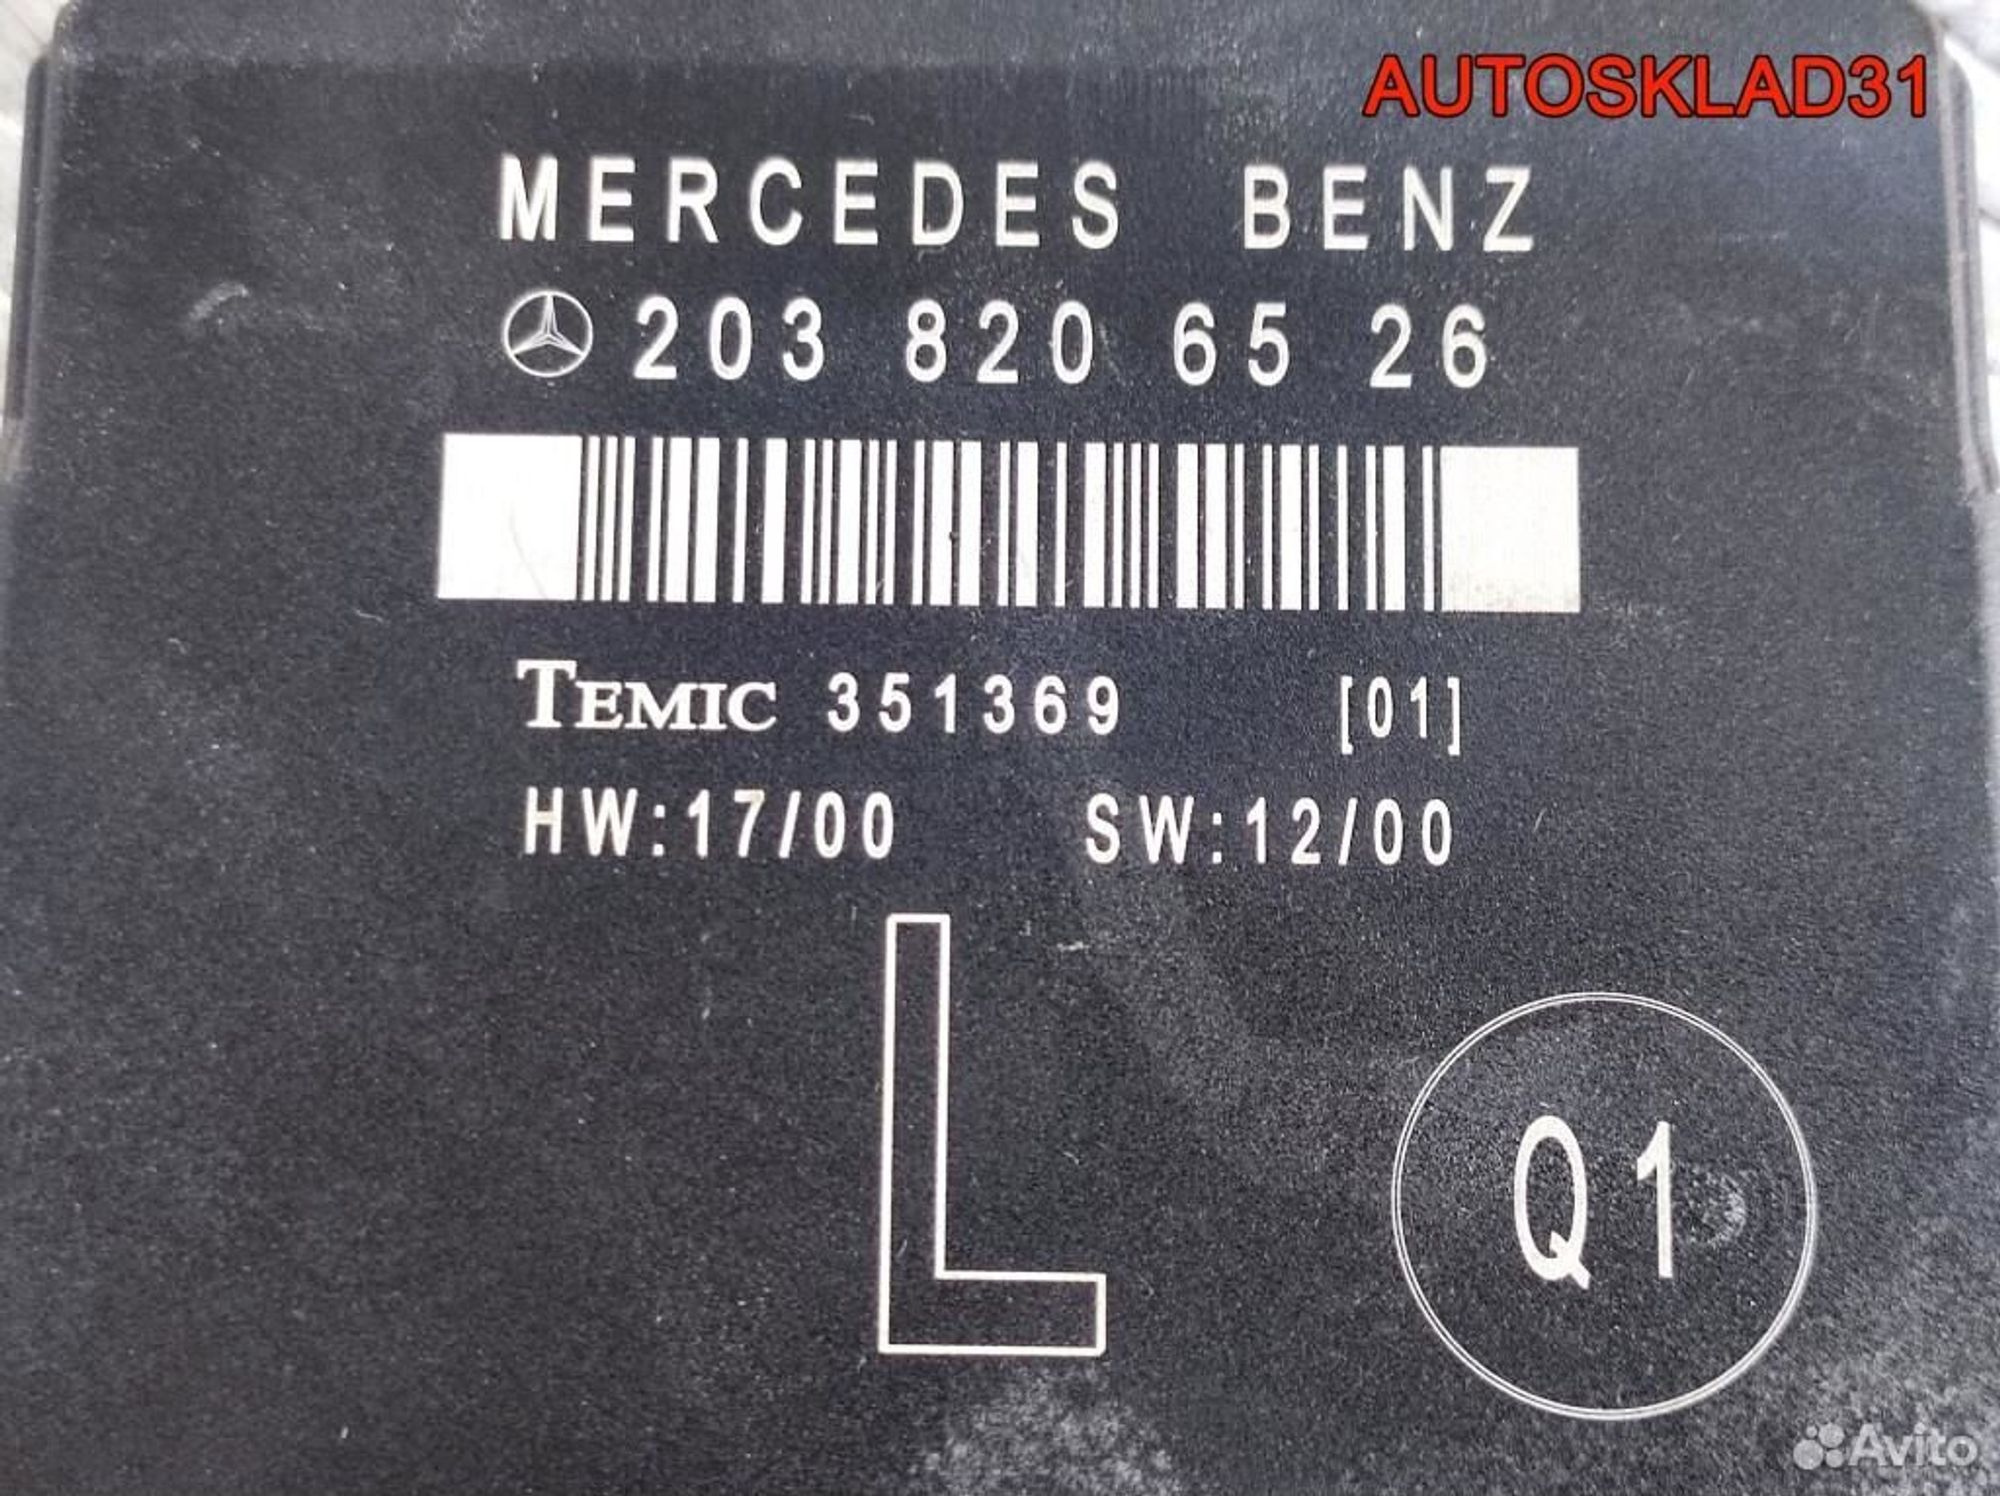 AUTOSKLAD31
MERCEDES BENZ
203 820 65 26
TEMIC 351369 [01]
HW:17/00 SW:12/00
L
Q1
Avito